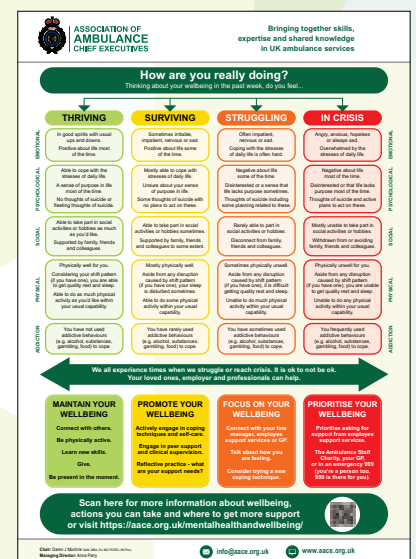 ASSOCIATION OF
AMBULANCE
CHIEF EXECUTIVES
Bringing together skills,
expertise and shared knowledge
in UK ambulance services
How are you really doing?
Thinking about your wellbeing in the past week, do you feel...
THRIVING
SURVIVING
STRUGGLING
IN CRISIS
EMOTIONAL
In good spirits with usual
ups and downs.
Positive about life most
of the time.
Sometimes irritable,
impatient, nervous or sad.
Positive about life some
of the time.
Often impatient,
nervous or sad.
Coping with the stresses
of daily life is often hard.
Angry, anxious, hopeless
or always sad.
Overwhelmed by the
stresses of daily life.
EMOTIONAL
PSYCHOLOGICAL
Able to cope with the
stresses of daily life.
A sense of purpose in life
most of the time.
No thoughts of suicide or
fleeting thoughts of suicide.
Mostly able to cope with
stresses of daily life.
Unsure about your sense
of purpose in life.
Some thoughts of suicide with
no plans to act on these.
Negative about life
some of the time.
Disinterested or a sense that
life lacks purpose sometimes.
Thoughts of suicide including
some planning related to these.
Negative about life
most of the time.
Disinterested or that life lacks
purpose most of the time.
Thoughts of suicide and active
plans to act on these.
PSYCHOLOGICAL
SOCIAL
Able to take part in social
activities or hobbies as much
as you'd like.
Supported by family, friends
and colleagues.
Able to take part in social
activities or hobbies sometimes.
Supported by family, friends
and colleagues to some extent.
Rarely able to part in
social activities or hobbies.
Disconnect from family,
friends and colleagues.
Mostly unable to take part in
social activities or hobbies.
Withdrawn from or avoiding
family, friends and colleagues.
SOCIAL
PHYSICAL
Physically well for you.
Considering your shift pattern
(if you have one), you are able
to get quality rest and sleep.
Able to do as much physical
activity as you'd like within
your usual capability.
Mostly physically well.
Aside from any disruption
caused by shift pattern
(if you have one), your sleep
is disturbed sometimes.
Able to do some physical
activity within your usual
capability.
Sometimes physically unwell.
Aside from any disruption
caused by shift pattern
(if you have one), it is difficult
getting quality rest and sleep.
Unable to do much physical
activity within your usual
capability.
Physically unwell for you.
Aside from any disruption
caused by shift pattern
(if you have one), you are unable
to get quality rest and sleep.
Unable to do any physical
activity within your usual
capability.
PHYSICAL
ADDICTION
You have not used
addictive behaviours
(e.g. alcohol, substances,
gambling, food) to cope.
You have rarely used
addictive behaviours
(e.g. alcohol, substances,
gambling, food) to cope.
You have sometimes used
addictive behaviours
(e.g. alcohol, substances,
gambling, food) to cope.
You frequently used
addictive behaviours
(e.g. alcohol, substances,
gambling, food) to cope.
ADDICTION
We all experience times when we struggle or reach crisis. It is ok to not be ok.
Your loved ones, employer and professionals can help.
MAINTAIN YOUR
WELLBEING
Connect with others.
Be physically active.
Learn new skills.
Give.
Be present in the moment.
PROMOTE YOUR
WELLBEING
Actively engage in coping
techniques and self-care.
Engage in peer support
and clinical supervision.
Reflective practice - what
are your support needs?
FOCUS ON YOUR
WELLBEING
Connect with your line
manager, employee
support services or GP.
Talk about how
you are feeling.
Consider trying a new
coping technique.
PRIORITISE YOUR
WELLBEING
Prioritise asking for
support from employee
support services.
The Ambulance Staff
Charity, your GP,
or in an emergency 999
(you're a person too,
999 is there for you).
Scan here for more information about wellbeing,
actions you can take and where to get more support
or visit https://aace.org.uk/mentalhealthandwellbeing/
Chair: Daren J Mochrie
Managing Director: Anna Parry
info@aace.org.uk
www.aace.org.uk